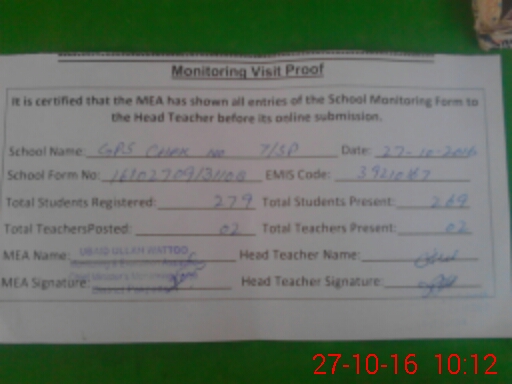 Monitoring Visit Proof
It is certified that the MEA has shown all entries of the School Monitoring Form to
the Head Teacher before its online submission.
School Name: GPS Chak no 7/SP Date: 27-10-2016
School Form No: EMIS Code:
Total Students Registered: 279 Total Students Present: 269
Total TeachersPosted: 02 Total Teachers Present: 02
MEA Name: UBAID ULLAH WATTOO Head Teacher Name:
MEA Signature: Head Teacher Signature:
27-10-16 10:12